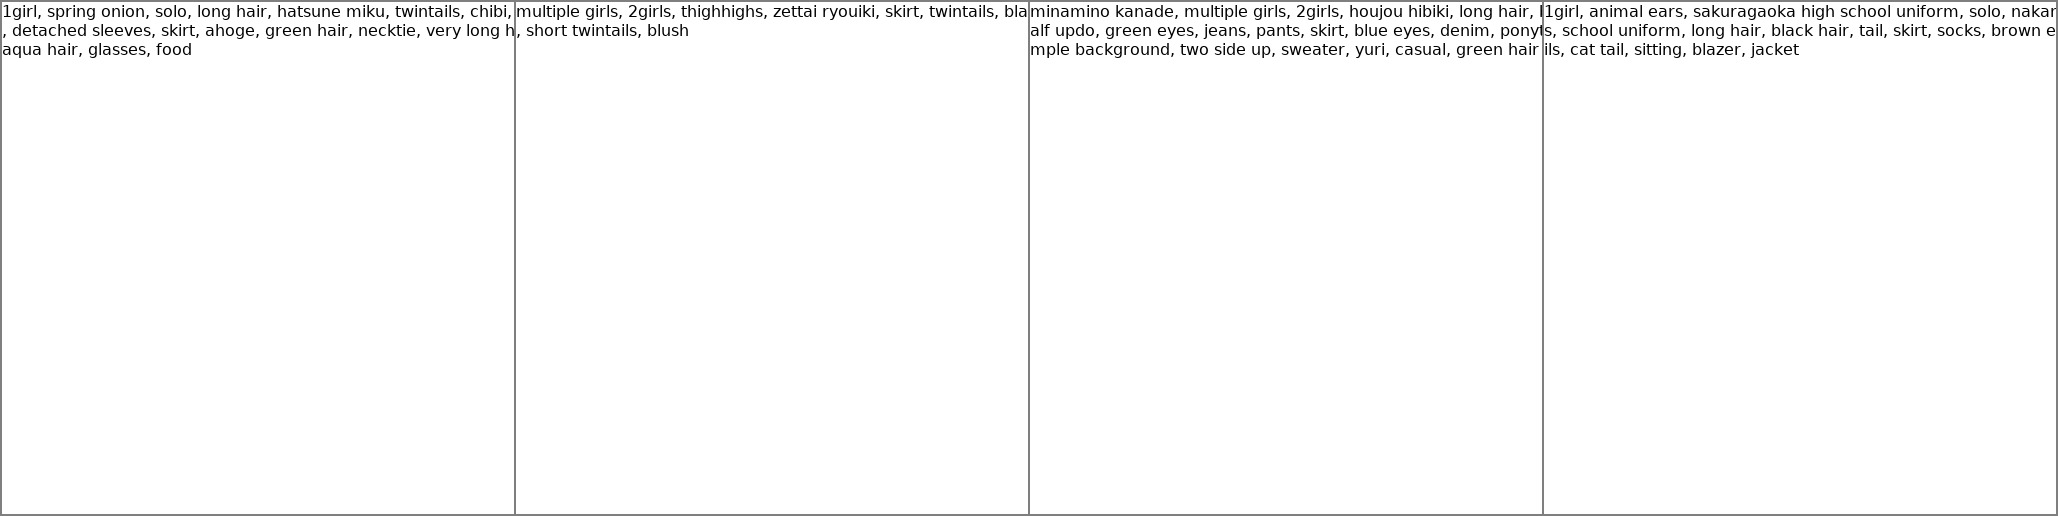 1girl, spring onion, solo, long hair, hatsune miku, twintails, chibi,
, detached sleeves, skirt, ahoge, green hair, necktie, very long h
aqua hair, glasses, food
multiple girls, 2girls, thighhighs, zettai ryouiki, skirt, twintails, bla
, short twintails, blush
minamino kanade, multiple girls, 2girls, houjou hibiki, long hair,
alf updo, green eyes, jeans, pants, skirt, blue eyes, denim, ponyt
mple background, two side up, sweater, yuri, casual, green hair
1girl, animal ears, sakuragaoka high school uniform, solo, nakan
s, school uniform, long hair, black hair, tail, skirt, socks, brown e
ils, cat tail, sitting, blazer, jacket